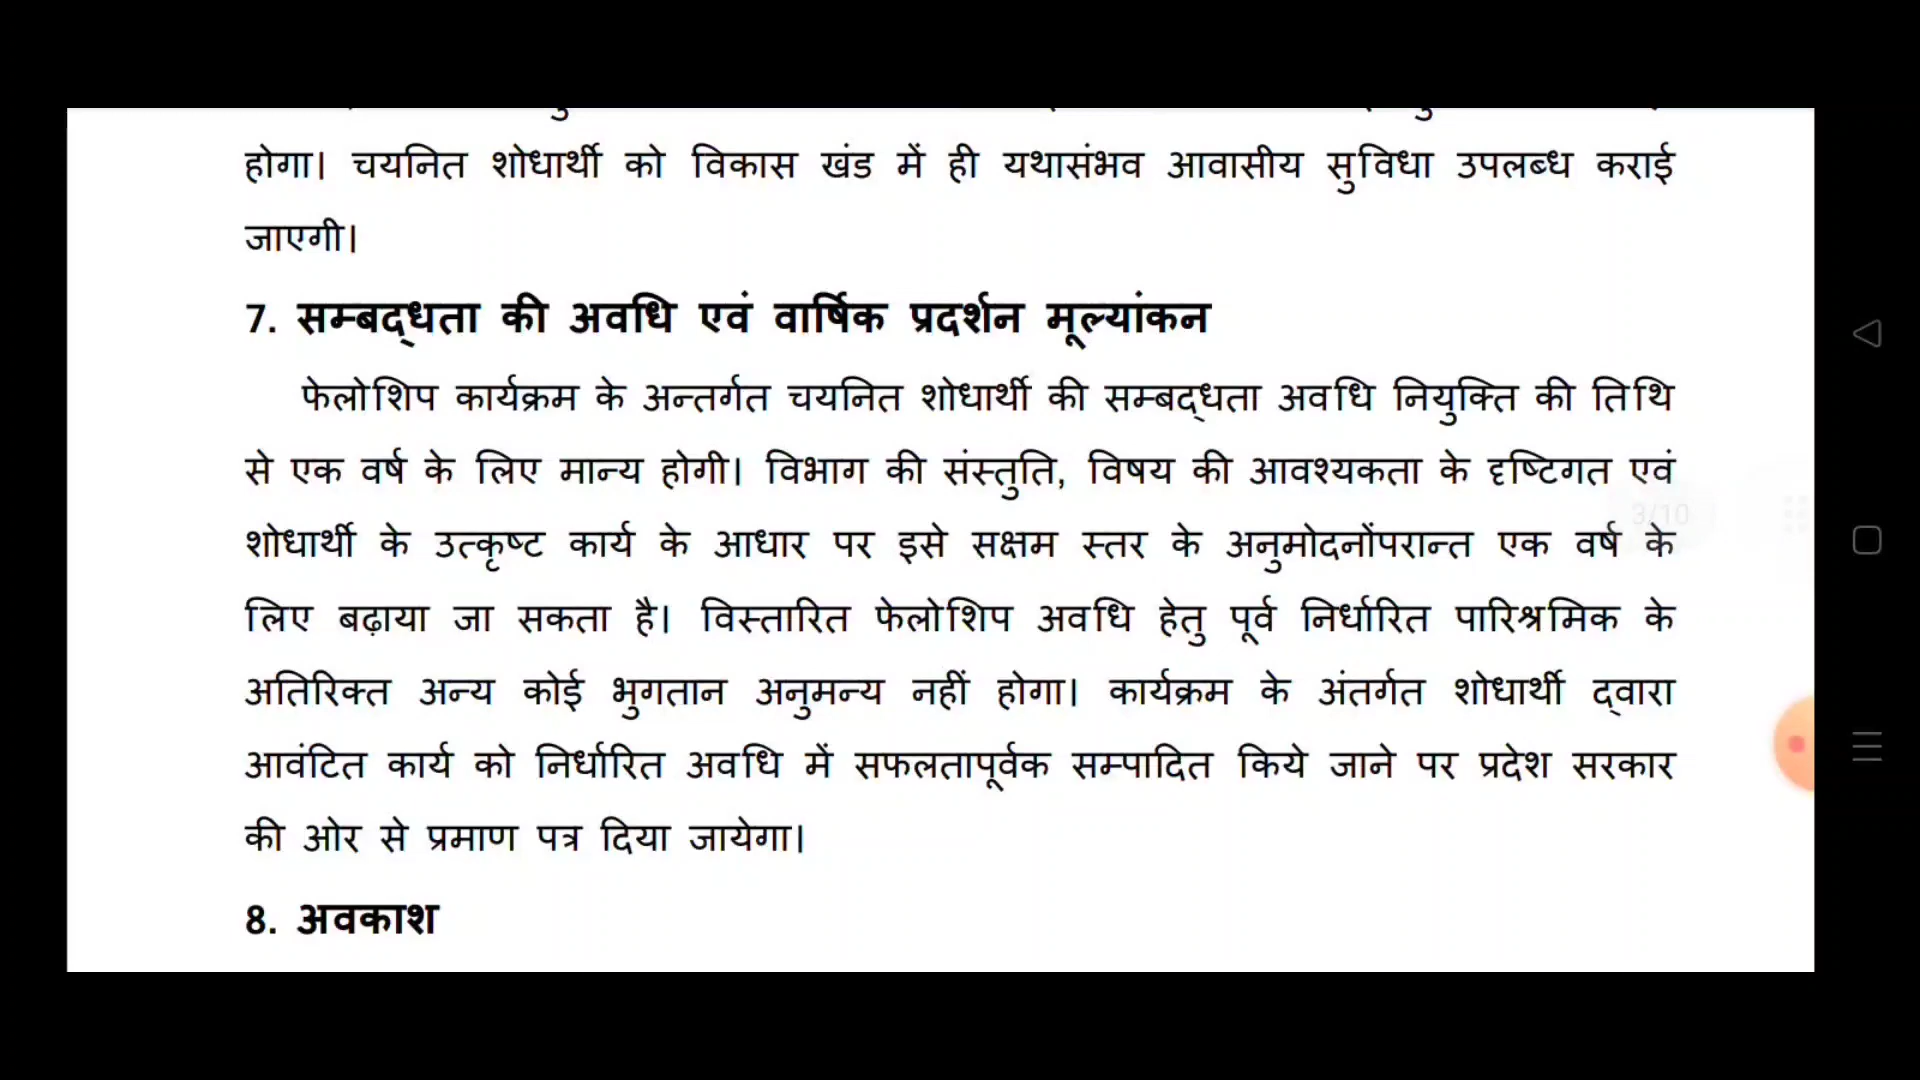 होगा। चयनित शोधार्थी को विकास खंड में ही यथासंभव आवासीय सुविधा उपलब्ध कराई
जाएगी।
7. सम्बद्धता की अवधि एवं वार्षिक प्रदर्शन मूल्यांकन
फेलोशिप कार्यक्रम के अन्तर्गत चयनित शोधार्थी की सम्बद्धता अवधि नियुक्ति की तिथि
से एक वर्ष के लिए मान्य होगी। विभाग की संस्तुति, विषय की आवश्यकता के दृष्टिगत एवं
3/10
शोधार्थी के उत्कृष्ट कार्य के आधार पर इसे सक्षम स्तर के अनुमोदनोंपरान्त एक वर्ष के
लिए बढ़ाया जा सकता है। विस्तारित फेलोशिप अवधि हेतु पूर्व निर्धारित पारिश्रमिक के
अतिरिक्त अन्य कोई भुगतान अनुमन्य नहीं होगा। कार्यक्रम के अंतर्गत शोधार्थी द्वारा
आवंटित कार्य को निर्धारित अवधि में सफलतापूर्वक सम्पादित किये जाने पर प्रदेश सरकार
की ओर से प्रमाण पत्र दिया जायेगा।
8. अवकाश